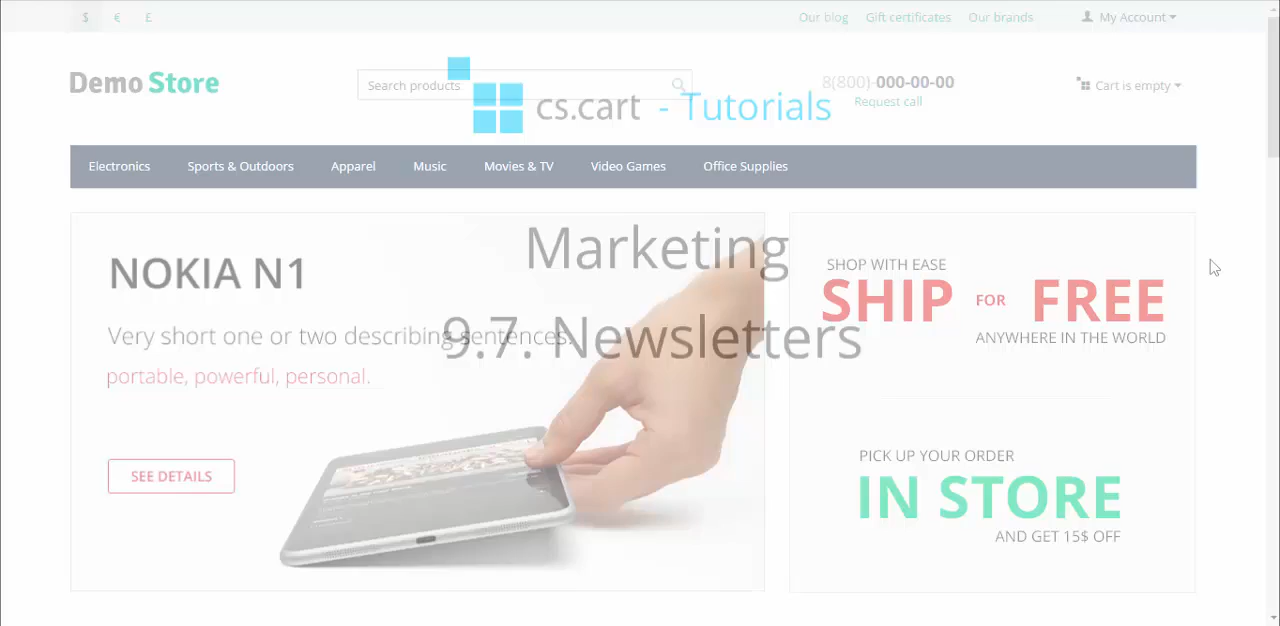 $ € £
Our blog Gift certificates Our brands My Account
Demo Store
Search products
8(800)-000-00-00
Request call
Cart is empty
cs.cart - Tutorials
Electronics Sports & Outdoors Apparel Music Movies & TV Video Games Office Supplies
Marketing
9.7. Newsletters
NOKIA N1
Very short one or two describing sentences.
portable, powerful, personal.
SEE DETAILS
SHOP WITH EASE
SHIP FOR FREE
ANYWHERE IN THE WORLD
PICK UP YOUR ORDER
IN STORE
AND GET 15$ OFF